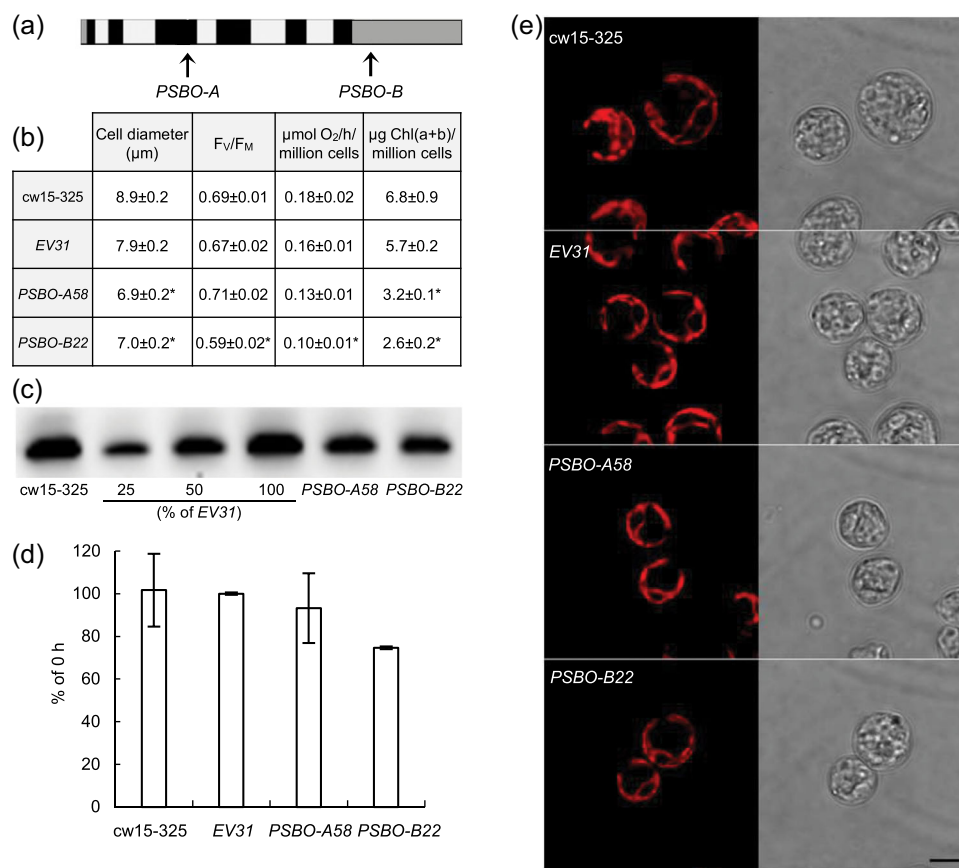 (a)
PSBO-A PSBO-B
(b)
Cell diameter (µm) F_V/F_M µmol O₂/h/ million cells µg Chl(a+b)/ million cells
cw15-325 8.9±0.2 0.69±0.01 0.18±0.02 6.8±0.9
EV31 7.9±0.2 0.67±0.02 0.16±0.01 5.7±0.2
PSBO-A58 6.9±0.2* 0.71±0.02 0.13±0.01 3.2±0.1*
PSBO-B22 7.0±0.2* 0.59±0.02* 0.10±0.01* 2.6±0.2*
(c)
cw15-325 25 50 100 PSBO-A58 PSBO-B22
(% of EV31)
(d)
% of 0 h
120
100
80
60
40
20
0
cw15-325 EV31 PSBO-A58 PSBO-B22
(e)
cw15-325
EV31
PSBO-A58
PSBO-B22